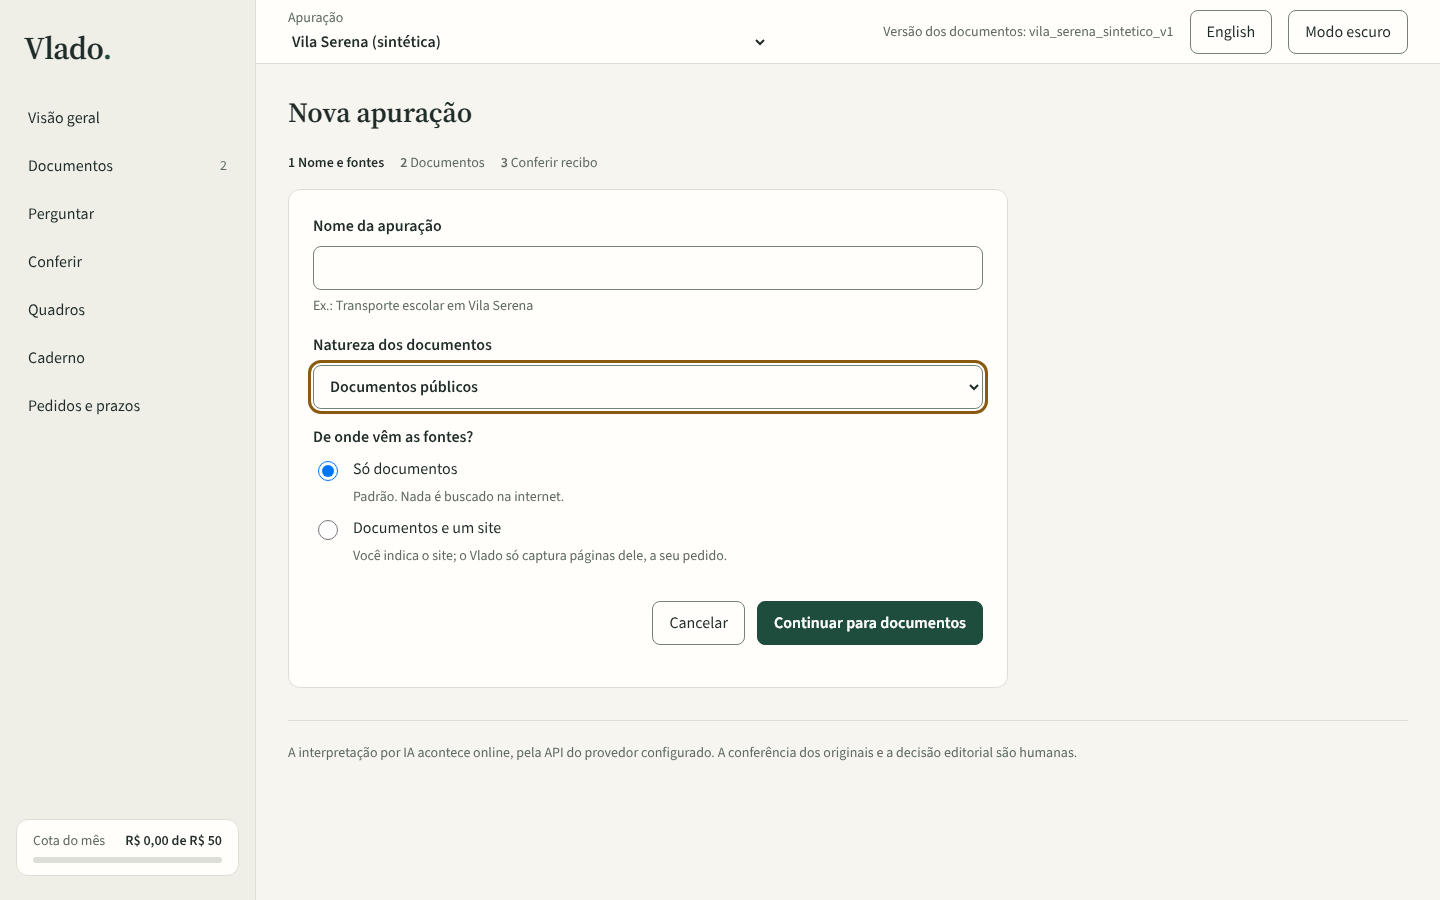 Vlado.
Visão geral
Documentos 2
Perguntar
Conferir
Quadros
Caderno
Pedidos e prazos
Cota do mês R$ 0,00 de R$ 50
Apuração
Vila Serena (sintética)
Versão dos documentos: vila_serena_sintetico_v1
English
Modo escuro
Nova apuração
1 Nome e fontes 2 Documentos 3 Conferir recibo
Nome da apuração
Ex.: Transporte escolar em Vila Serena
Natureza dos documentos
Documentos públicos
De onde vêm as fontes?
Só documentos
Padrão. Nada é buscado na internet.
Documentos e um site
Você indica o site; o Vlado só captura páginas dele, a seu pedido.
Cancelar
Continuar para documentos
A interpretação por IA acontece online, pela API do provedor configurado. A conferência dos originais e a decisão editorial são humanas.